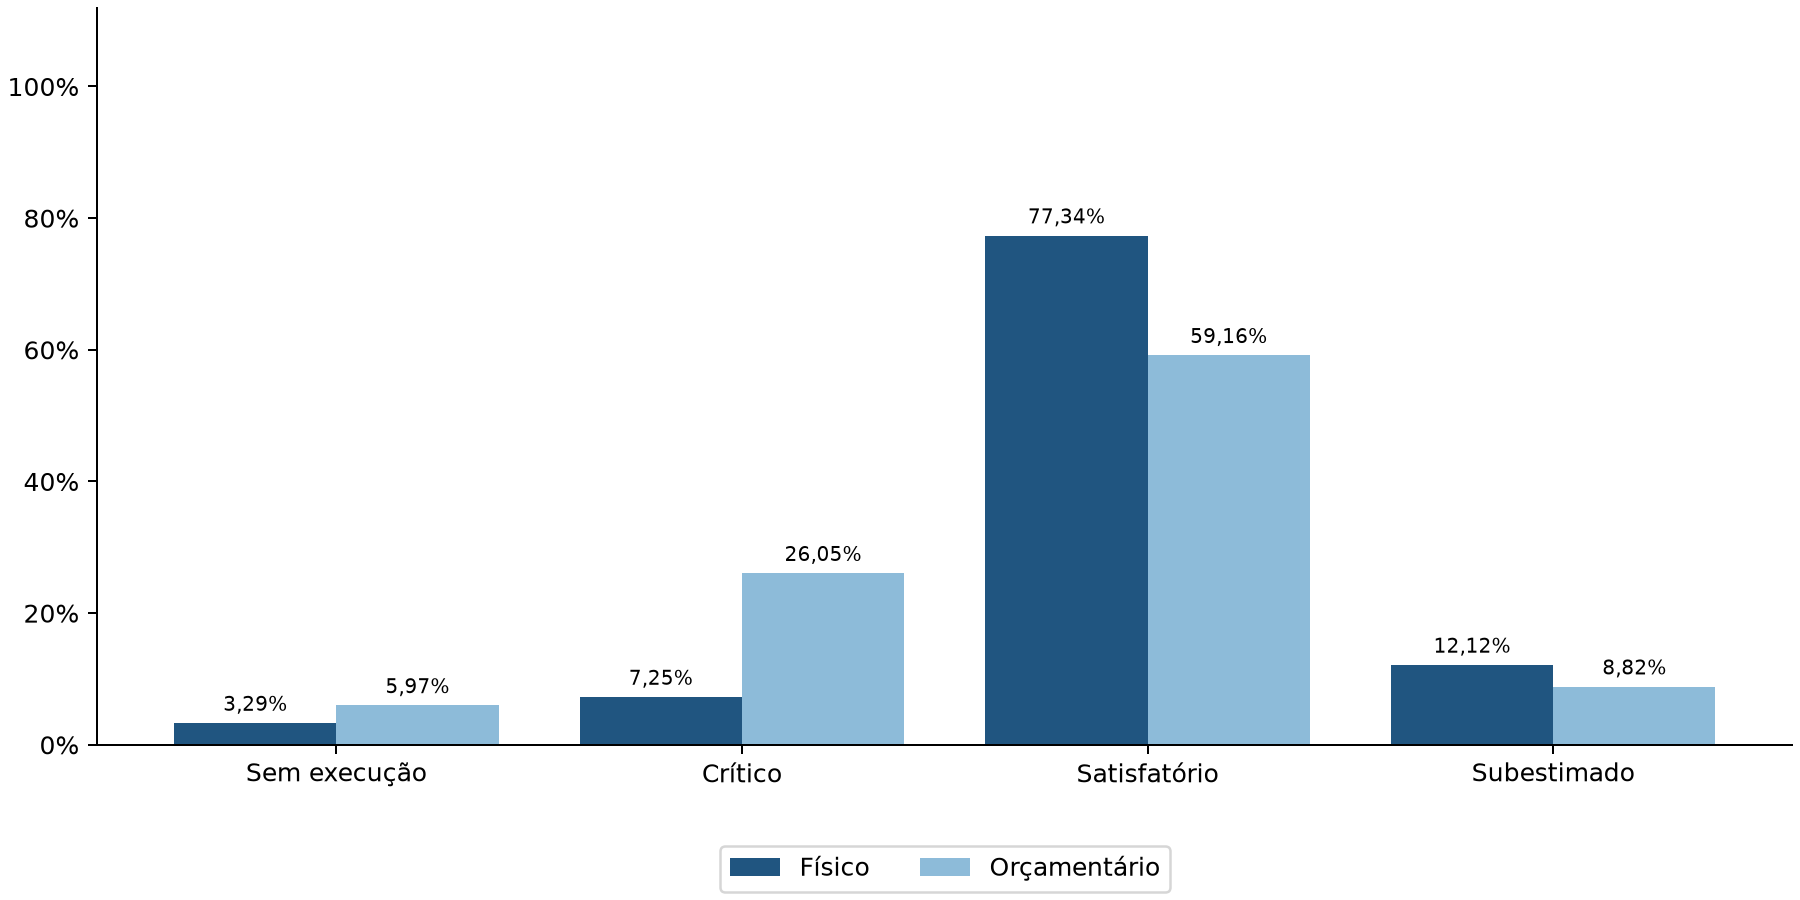 100%
80%
60%
40%
20%
0%
3,29%
5,97%
7,25%
26,05%
77,34%
59,16%
12,12%
8,82%
Sem execução
Crítico
Satisfatório
Subestimado
Físico
Orçamentário